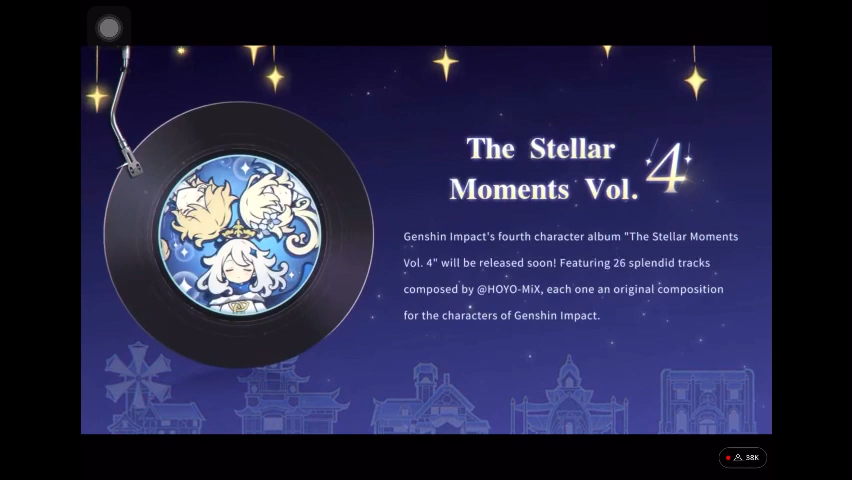 The Stellar
Moments Vol. 4
Genshin Impact's fourth character album "The Stellar Moments
Vol. 4" will be released soon! Featuring 26 splendid tracks
composed by @HOYO-MiX, each one an original composition
for the characters of Genshin Impact.
38K